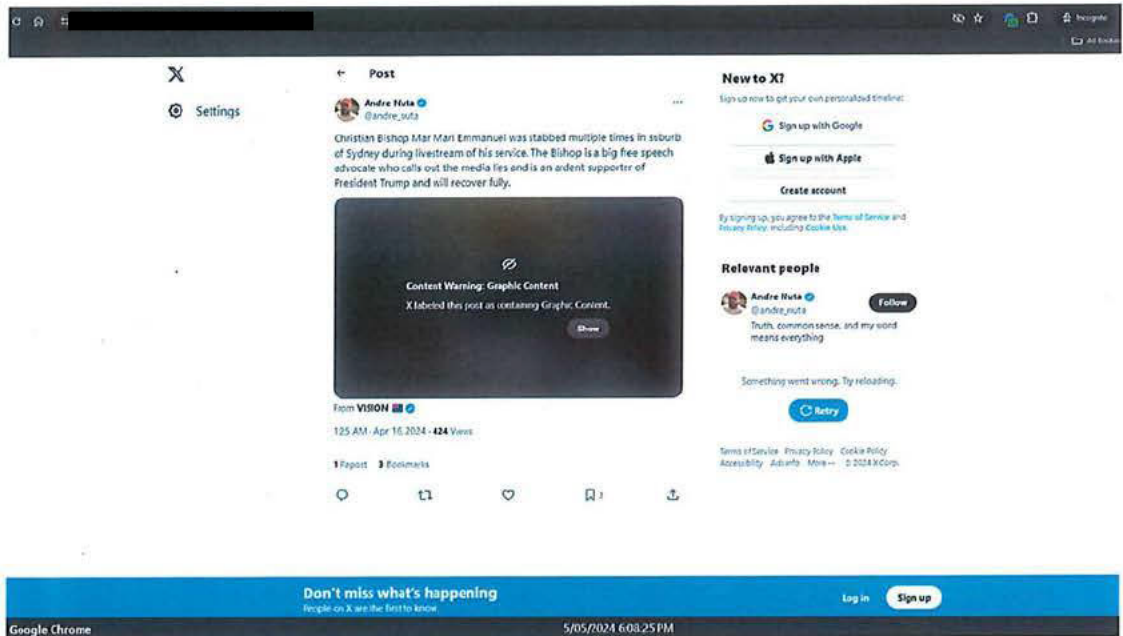 Incognito
X
Settings
Post
Andre Nuta
@andre_nuta
Christian Bishop Mar Mari Emmanuel was stabbed multiple times in suburb
of Sydney during livestream of his service. The Bishop is a big free speech
advocate who calls out the media lies and is an ardent supporter of
President Trump and will recover fully.
Content Warning: Graphic Content
X labeled this post as containing Graphic Content.
Show
From VISION
1:25 AM · Apr 16, 2024 · 424 Views
1 Repost 3 Bookmarks
3
New to X?
Sign up now to get your own personalized timeline!
Sign up with Google
Sign up with Apple
Create account
By signing up, you agree to the Terms of Service and
Privacy Policy, including Cookie Use.
Relevant people
Andre Nuta
@andre_nuta
Follow
Truth, common sense, and my word
means everything
Something went wrong. Try reloading.
Retry
Terms of Service Privacy Policy Cookie Policy
Accessibility Ads info More ··· © 2024 X Corp.
Don't miss what's happening
People on X are the first to know.
Log in
Sign up
Google Chrome
5/05/2024 6:08:25 PM